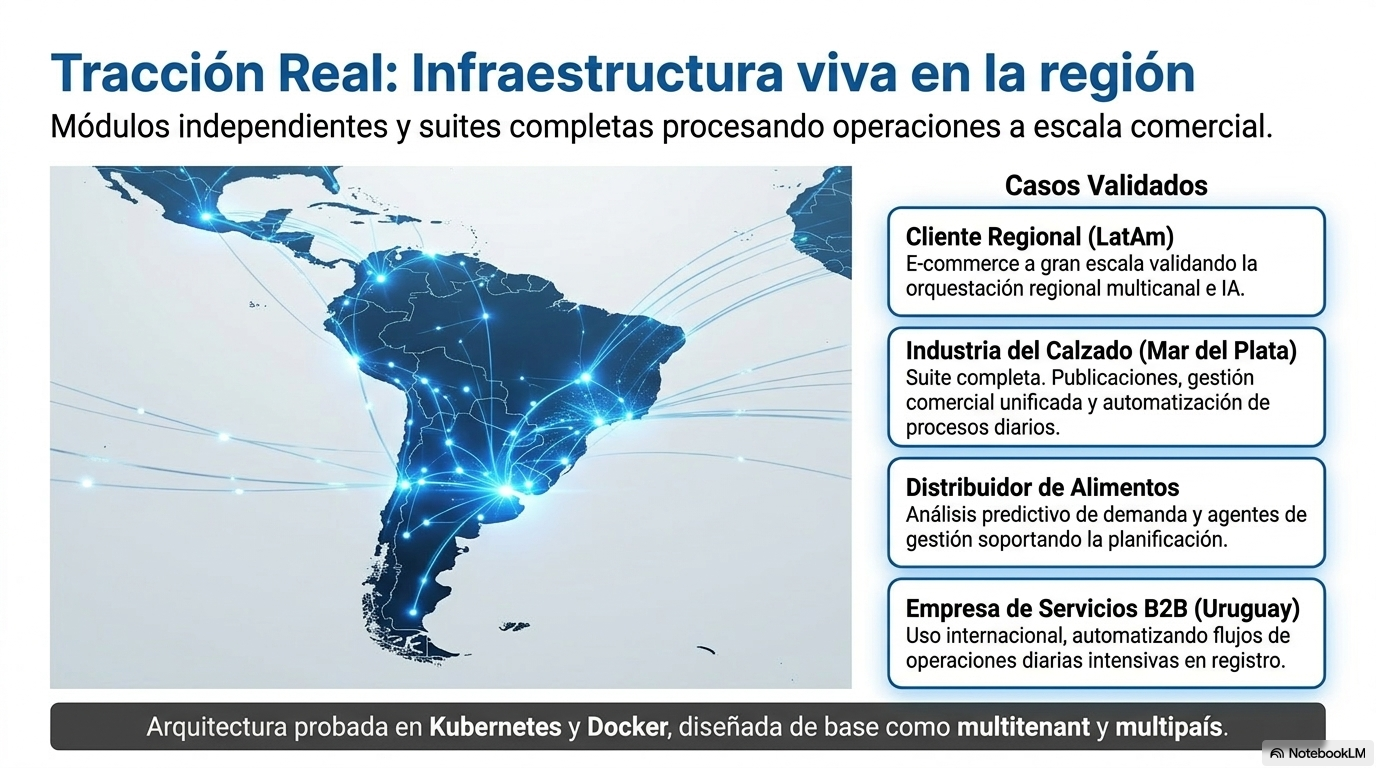 Tracción Real: Infraestructura viva en la región
Módulos independientes y suites completas procesando operaciones a escala comercial.
Casos Validados
Cliente Regional (LatAm)
E-commerce a gran escala validando la
orquestación regional multicanal e IA.
Industria del Calzado (Mar del Plata)
Suite completa. Publicaciones, gestión
comercial unificada y automatización de
procesos diarios.
Distribuidor de Alimentos
Análisis predictivo de demanda y agentes de
gestión soportando la planificación.
Empresa de Servicios B2B (Uruguay)
Uso internacional, automatizando flujos de
operaciones diarias intensivas en registro.
Arquitectura probada en Kubernetes y Docker, diseñada de base como multitenant y multipaís.
NotebookLM